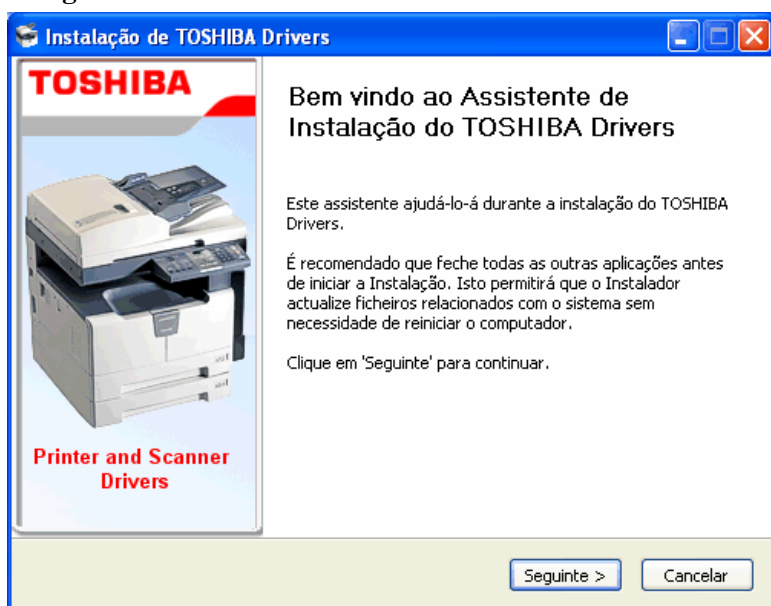 Instalação de TOSHIBA Drivers
TOSHIBA
Bem vindo ao Assistente de
Instalação do TOSHIBA Drivers
Este assistente ajudá-lo-á durante a instalação do TOSHIBA
Drivers.
É recomendado que feche todas as outras aplicações antes
de iniciar a Instalação. Isto permitirá que o Instalador
actualize ficheiros relacionados com o sistema sem
necessidade de reiniciar o computador.
Clique em 'Seguinte' para continuar.
Printer and Scanner
Drivers
Seguinte >
Cancelar